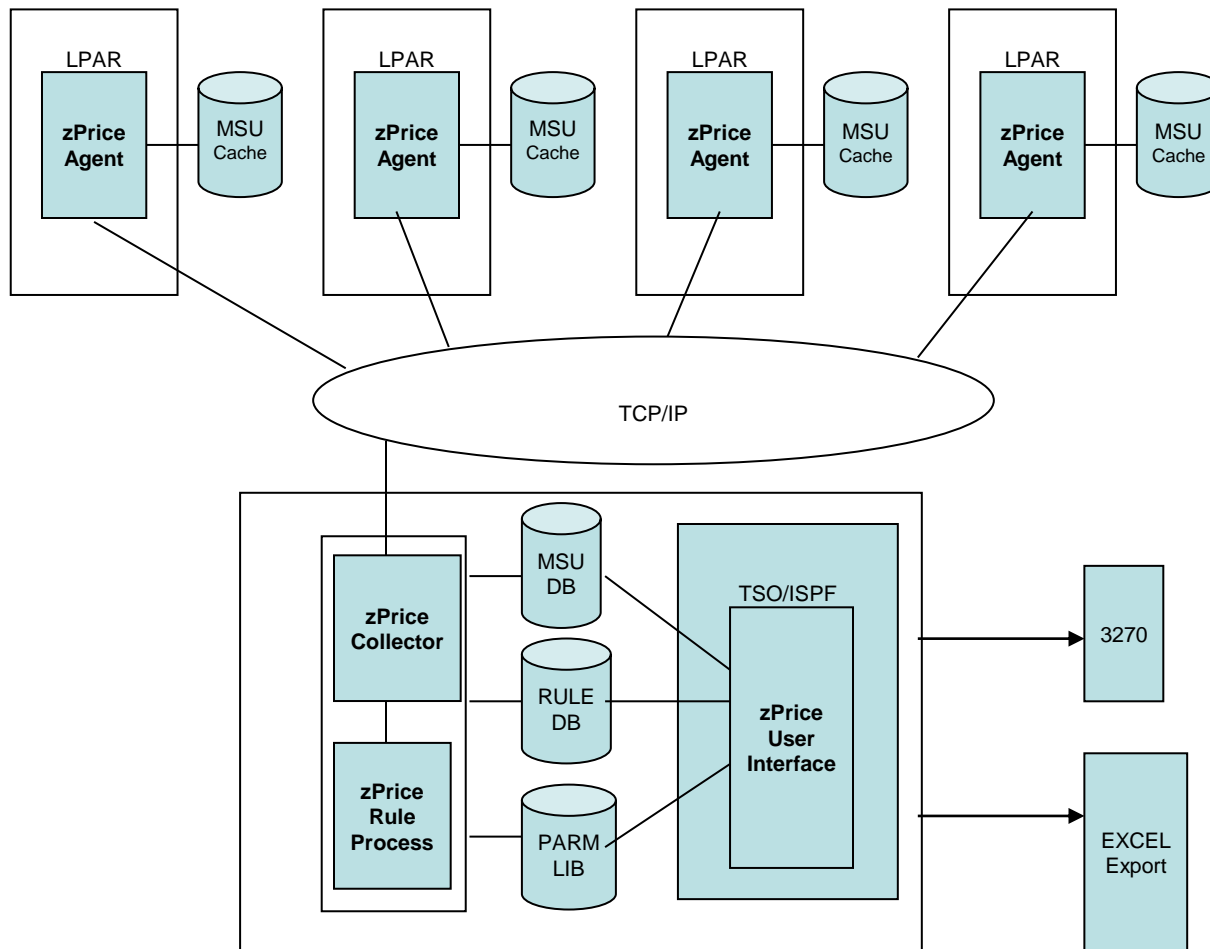 LPAR
zPrice
Agent
MSU
Cache
LPAR
zPrice
Agent
MSU
Cache
LPAR
zPrice
Agent
MSU
Cache
LPAR
zPrice
Agent
MSU
Cache
TCP/IP
zPrice
Collector
zPrice
Rule
Process
MSU
DB
RULE
DB
PARM
LIB
TSO/ISPF
zPrice
User
Interface
3270
EXCEL
Export